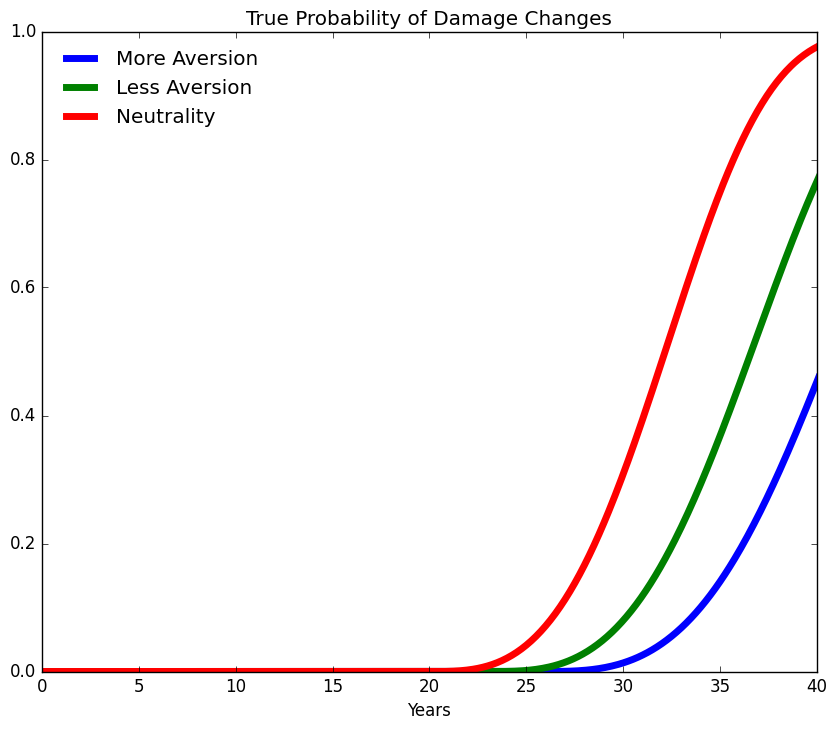 True Probability of Damage Changes
More Aversion
Less Aversion
Neutrality
1.0
0.8
0.6
0.4
0.2
0.0
0 5 10 15 20 25 30 35 40
Years